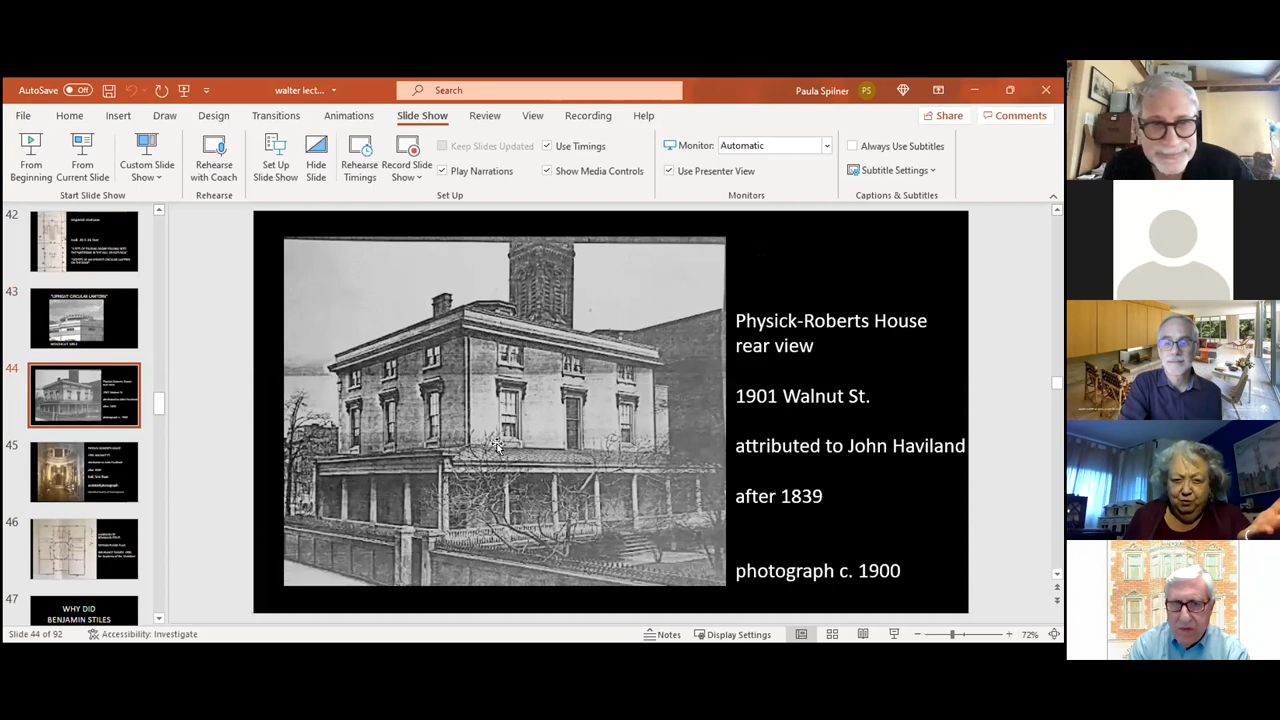 AutoSave Off walter lect... Search Paula Spilner PS
File Home Insert Draw Design Transitions Animations Slide Show Review View Recording Help Share Comments
From Beginning
From Current Slide
Custom Slide Show
Rehearse with Coach
Set Up Slide Show
Hide Slide
Rehearse Timings
Record Slide Show
Keep Slides Updated
Play Narrations
Use Timings
Show Media Controls
Monitor: Automatic
Use Presenter View
Always Use Subtitles
Subtitle Settings
Start Slide Show Rehearse Set Up Monitors Captions & Subtitles
42
43
"UPRIGHT CIRCULAR LANTERN"
44
45
46
47
WHY DID
BENJAMIN STILES
Physick-Roberts House
rear view
1901 Walnut St.
attributed to John Haviland
after 1839
photograph c. 1900
Slide 44 of 92 Accessibility: Investigate Notes Display Settings 72%